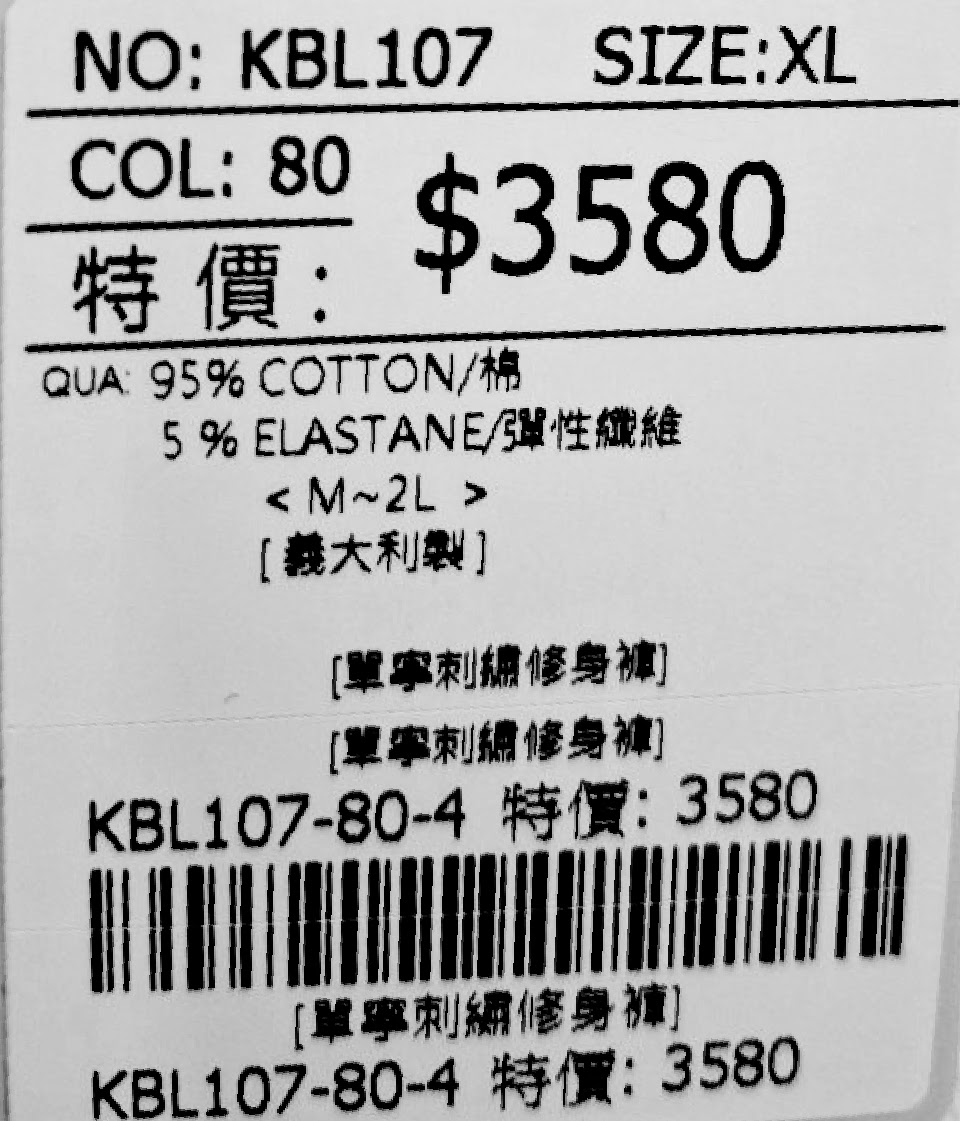 NO: KBL107 SIZE:XL
COL: 80 $3580
特價:
QUA: 95% COTTON/棉
5 % ELASTANE/彈性纖維
< M~2L >
[ 義大利製 ]
[單寧刺繡修身褲]
[單寧刺繡修身褲]
KBL107-80-4 特價: 3580
[單寧刺繡修身褲]
KBL107-80-4 特價: 3580